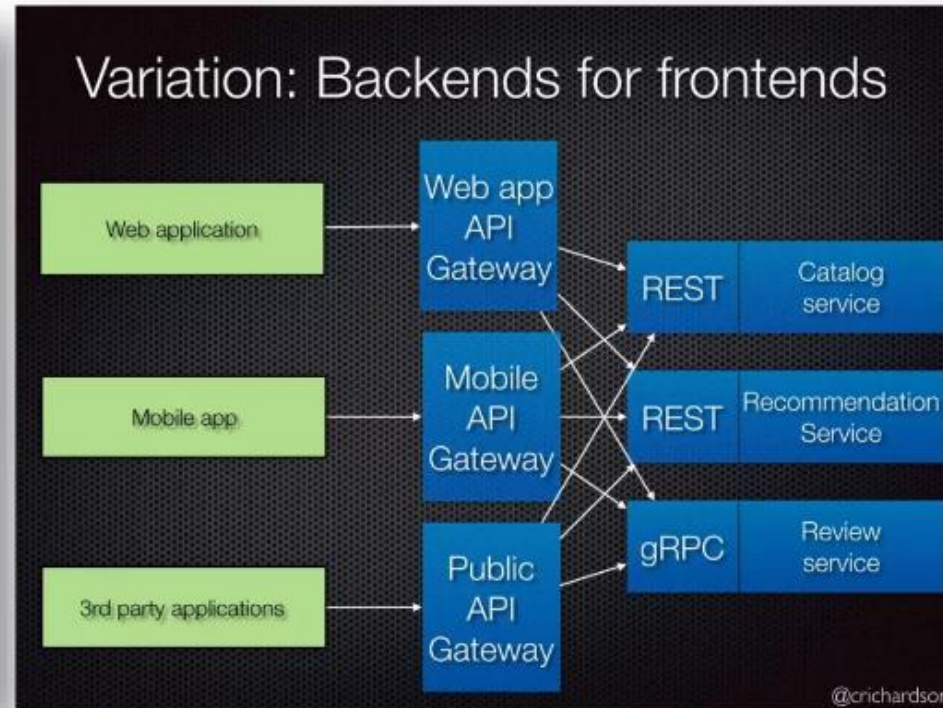 Variation: Backends for frontends
Web application
Mobile app
3rd party applications
Web app
API
Gateway
Mobile
API
Gateway
Public
API
Gateway
REST
Catalog
service
REST
Recommendation
Service
gRPC
Review
service
@crichardson